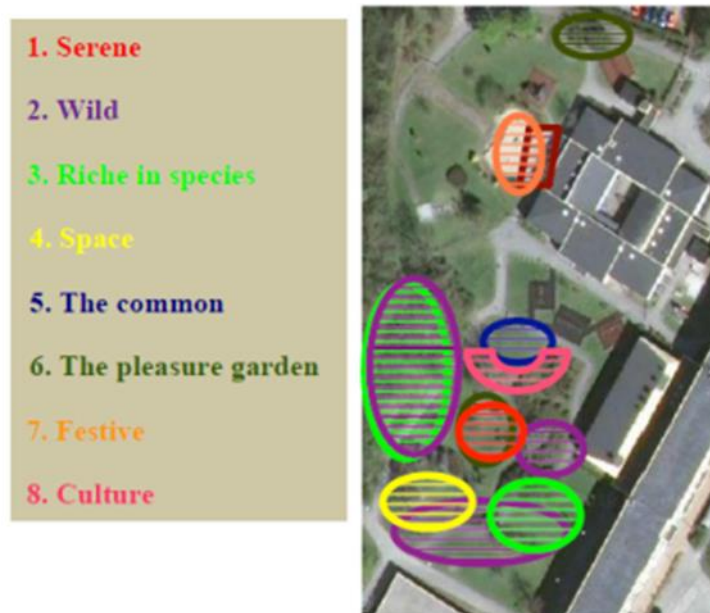 1. Serene
2. Wild
3. Riche in species
4. Space
5. The common
6. The pleasure garden
7. Festive
8. Culture